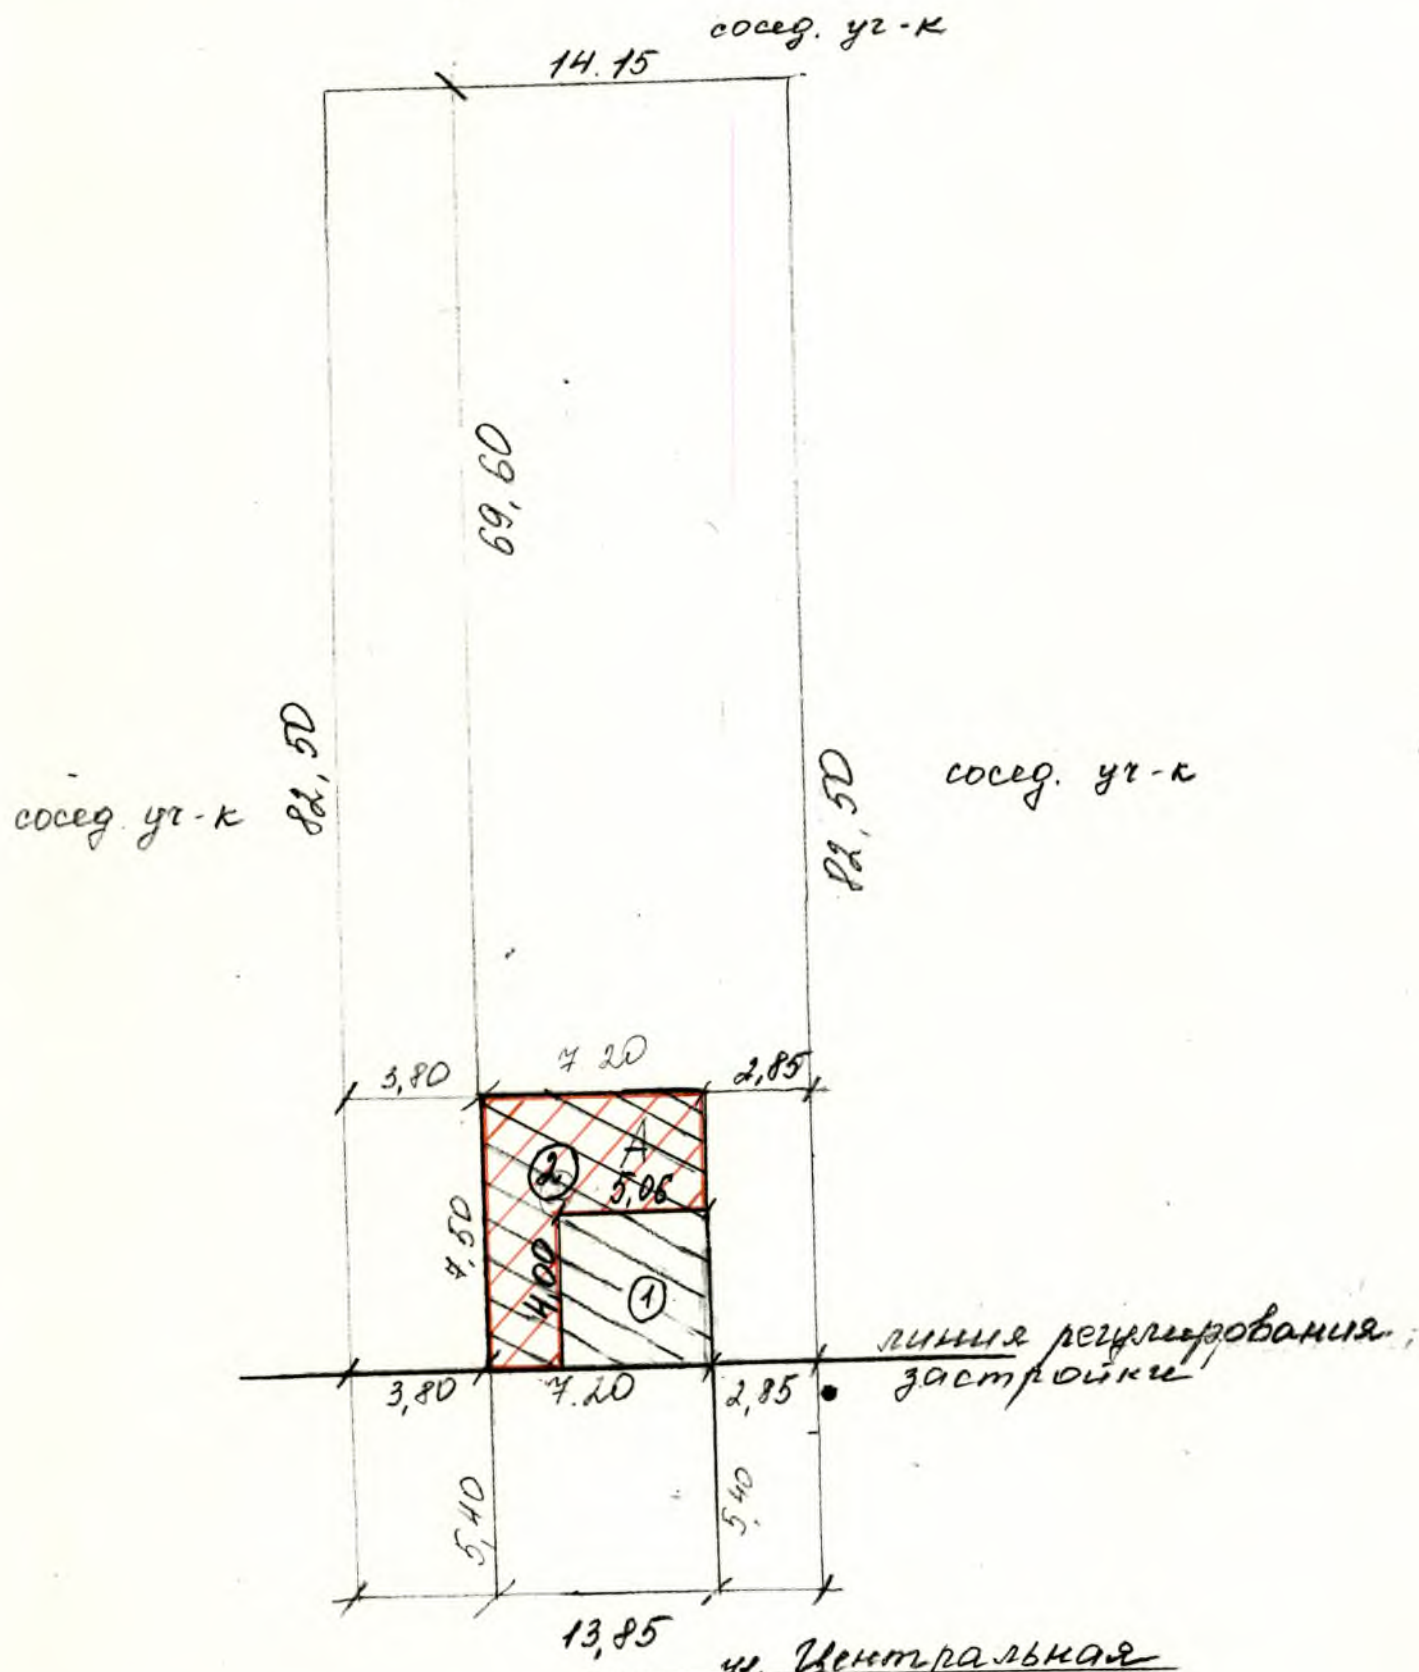 сосед. уч-к
14.15
69,60
82,50
82,50
сосед. уч-к
сосед. уч-к
3,80
7 20
2,85
А
2
5,06
7,50
4,00
1
линия регулирования
застройки
3,80
7.20
2,85
5,40
5,40
13,85
ул. Центральная